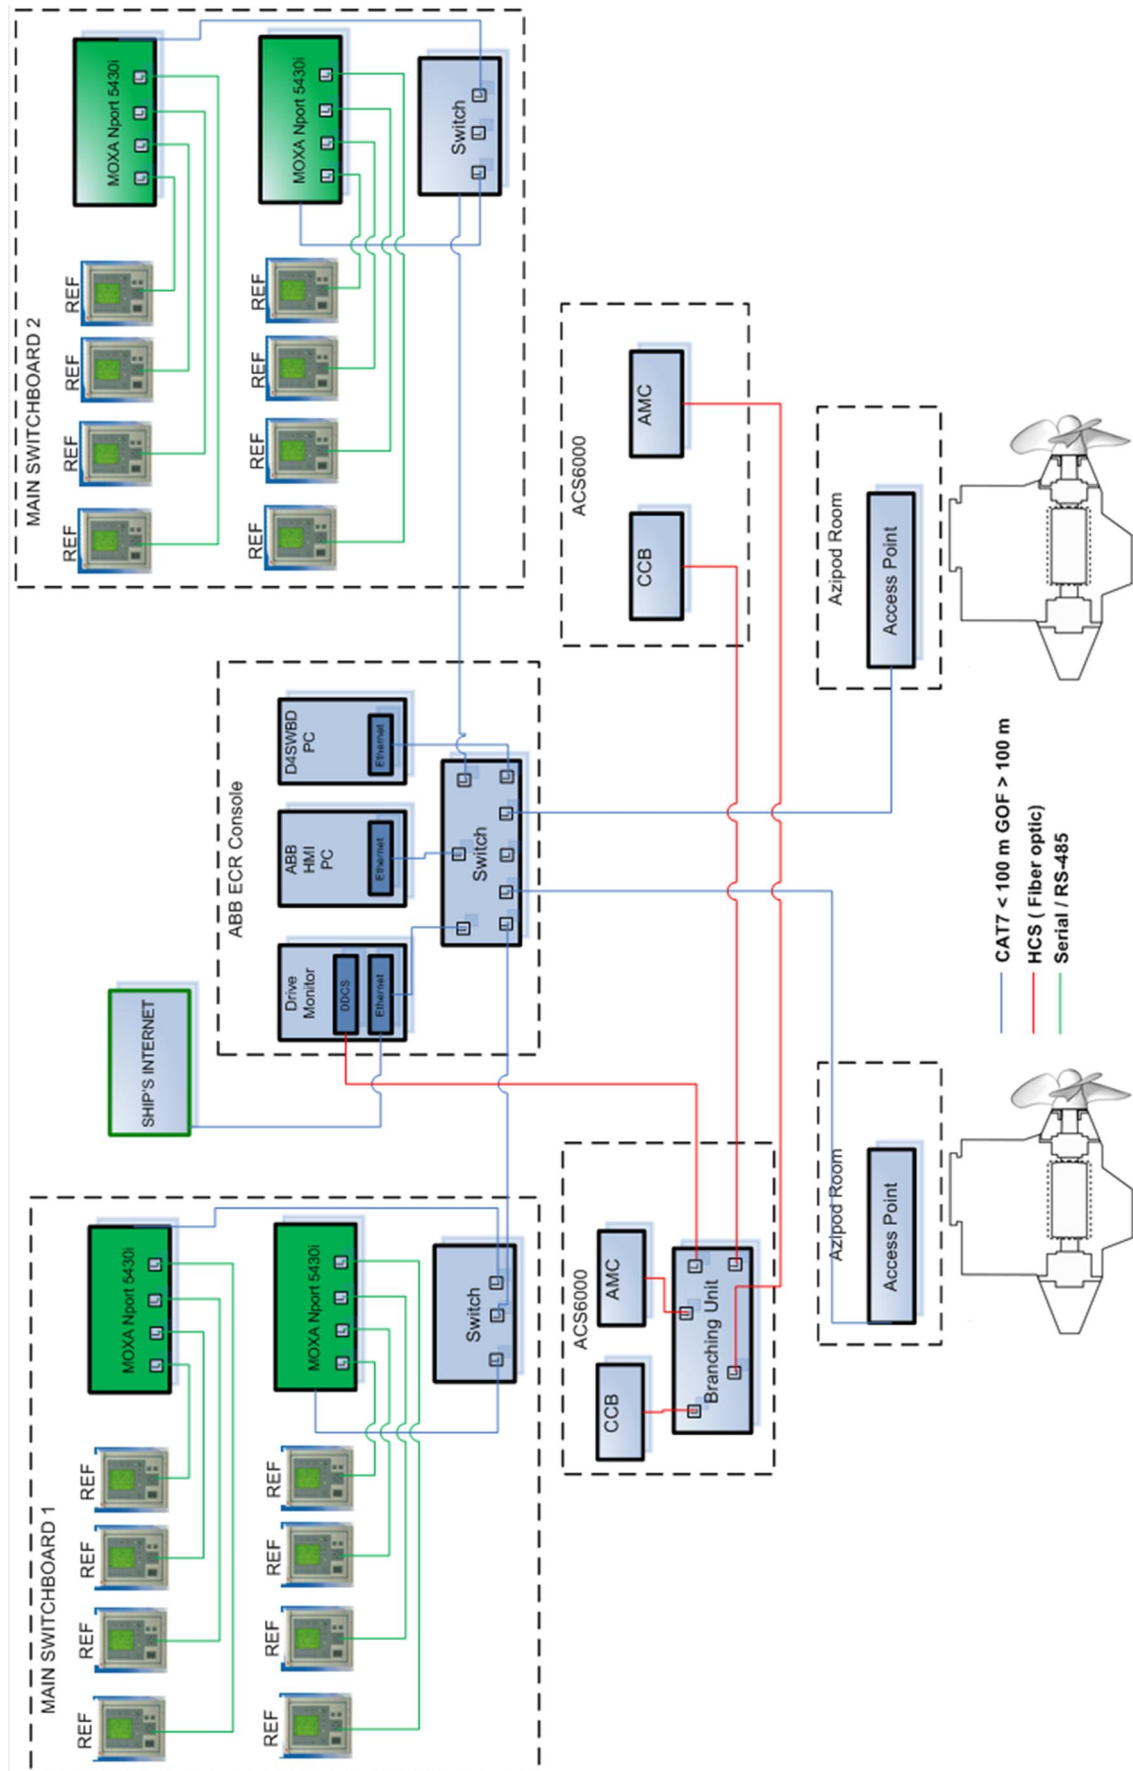 MAIN SWITCHBOARD 1
REF
REF
REF
REF
MOXA Nport 5430i
REF
REF
REF
REF
MOXA Nport 5430i
Switch
SHIP'S INTERNET
ABB ECR Console
Drive
Monitor
DDCS
Ethernet
ABB
HMI
PC
Ethernet
D4SWBD
PC
Ethernet
Switch
MAIN SWITCHBOARD 2
REF
REF
REF
REF
MOXA Nport 5430i
REF
REF
REF
REF
MOXA Nport 5430i
Switch
ACS6000
CCB
AMC
Branching Unit
ACS6000
CCB
AMC
Azipod Room
Access Point
Azipod Room
Access Point
CAT7 < 100 m GOF > 100 m
HCS ( Fiber optic)
Serial / RS-485